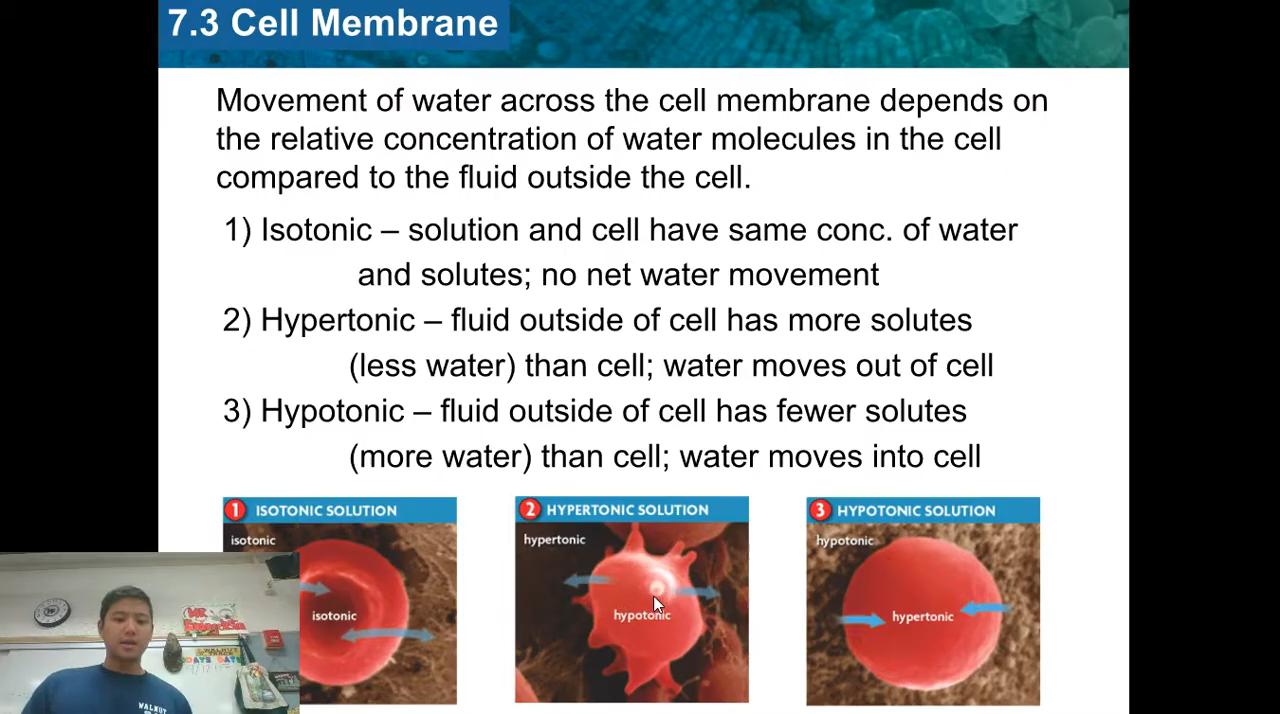 7.3 Cell Membrane
Movement of water across the cell membrane depends on
the relative concentration of water molecules in the cell
compared to the fluid outside the cell.
1) Isotonic – solution and cell have same conc. of water
and solutes; no net water movement
2) Hypertonic – fluid outside of cell has more solutes
(less water) than cell; water moves out of cell
3) Hypotonic – fluid outside of cell has fewer solutes
(more water) than cell; water moves into cell
1 ISOTONIC SOLUTION
isotonic
isotonic
2 HYPERTONIC SOLUTION
hypertonic
hypotonic
3 HYPOTONIC SOLUTION
hypotonic
hypertonic
WALNUT
DAYS DATE
WALNUT